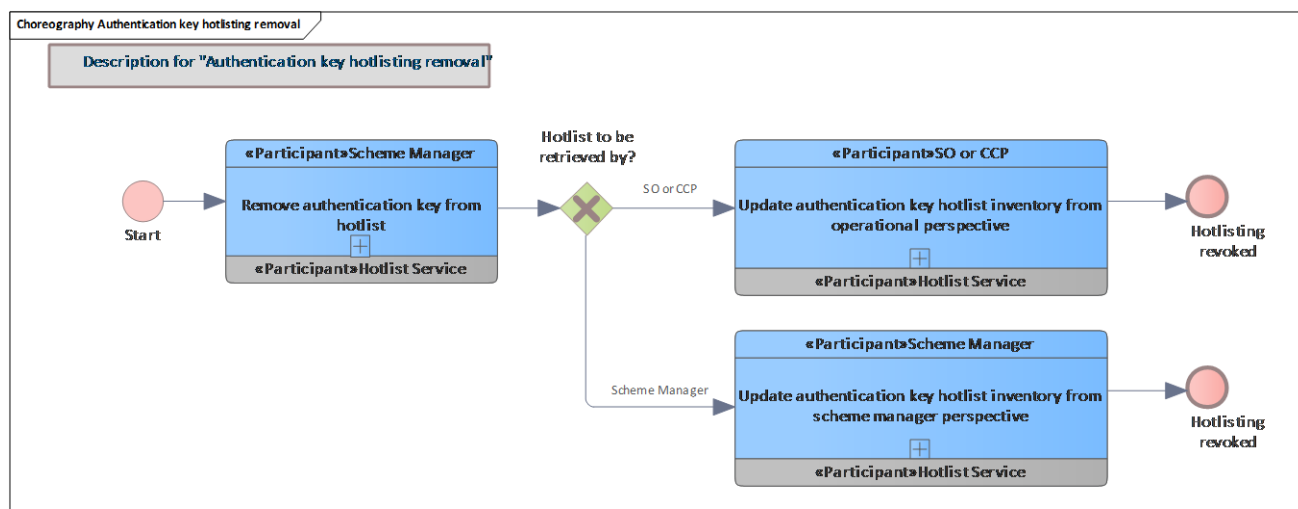 Choreography Authentication key hotlisting removal
Description for "Authentication key hotlisting removal"
Start
«Participant»Scheme Manager
Remove authentication key from
hotlist
«Participant»Hotlist Service
Hotlist to be
retrieved by?
SO or CCP
«Participant»SO or CCP
Update authentication key hotlist inventory from
operational perspective
«Participant»Hotlist Service
Hotlisting
revoked
Scheme Manager
«Participant»Scheme Manager
Update authentication key hotlist inventory from
scheme manager perspective
«Participant»Hotlist Service
Hotlisting
revoked